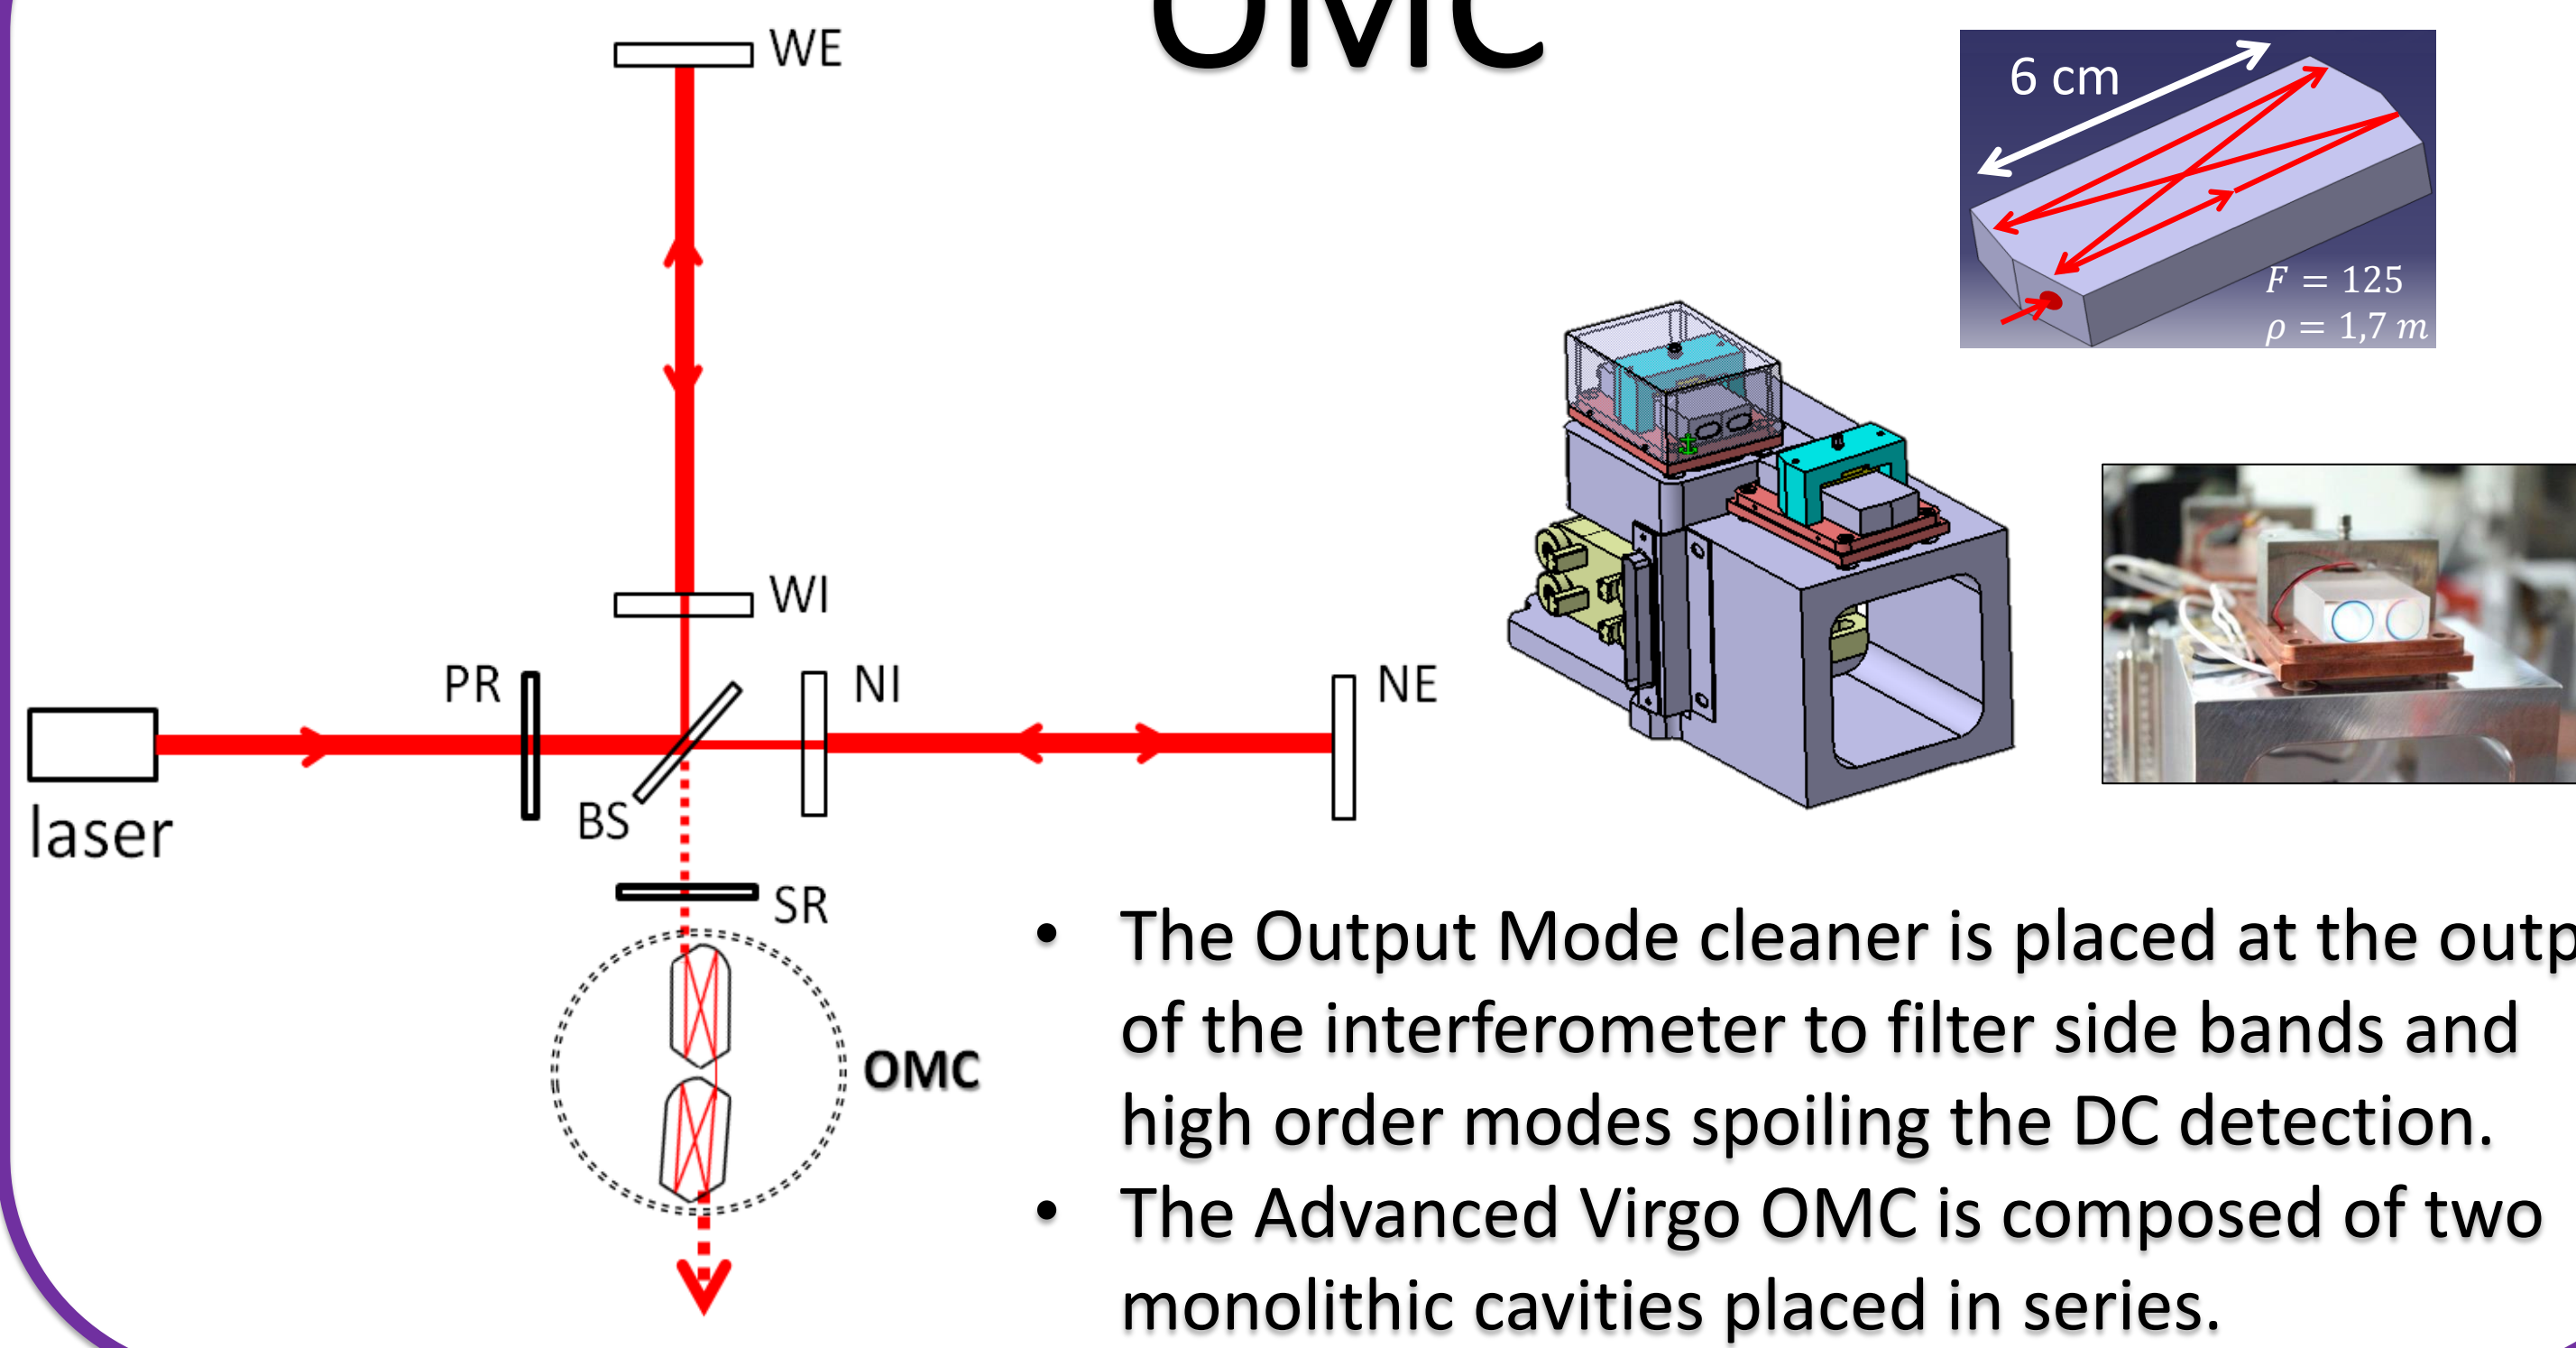 OMC
WE
6 cm
F = 125
ρ = 1,7 m
WI
PR
NI
NE
BS
laser
SR
OMC
• The Output Mode cleaner is placed at the
of the interferometer to filter side bands and
high order modes spoiling the DC detection.
• The Advanced Virgo OMC is composed of two
monolithic cavities placed in series.